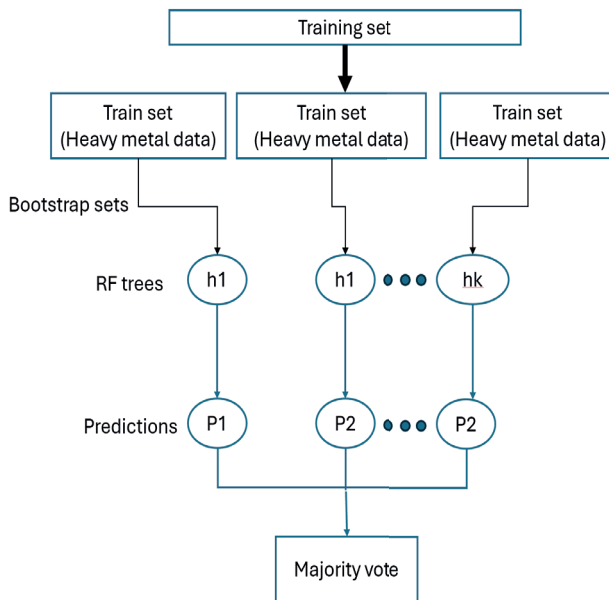 Training set
Train set
(Heavy metal data)
Train set
(Heavy metal data)
Train set
(Heavy metal data)
Bootstrap sets
RF trees
h1
h1
hk
Predictions
P1
P2
P2
Majority vote